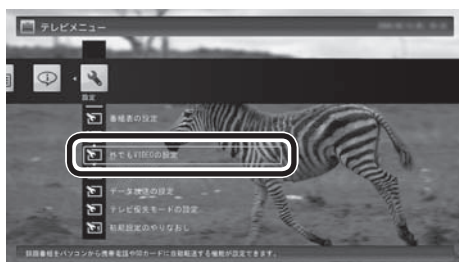 テレビメニュー
設定
番組表の設定
外でもVIDEOの設定
データ放送の設定
テレビ優先モードの設定
初期設定のやりなおし
録画番組をパソコンから携帯電話やSDカードに自動転送する機能が設定できます。